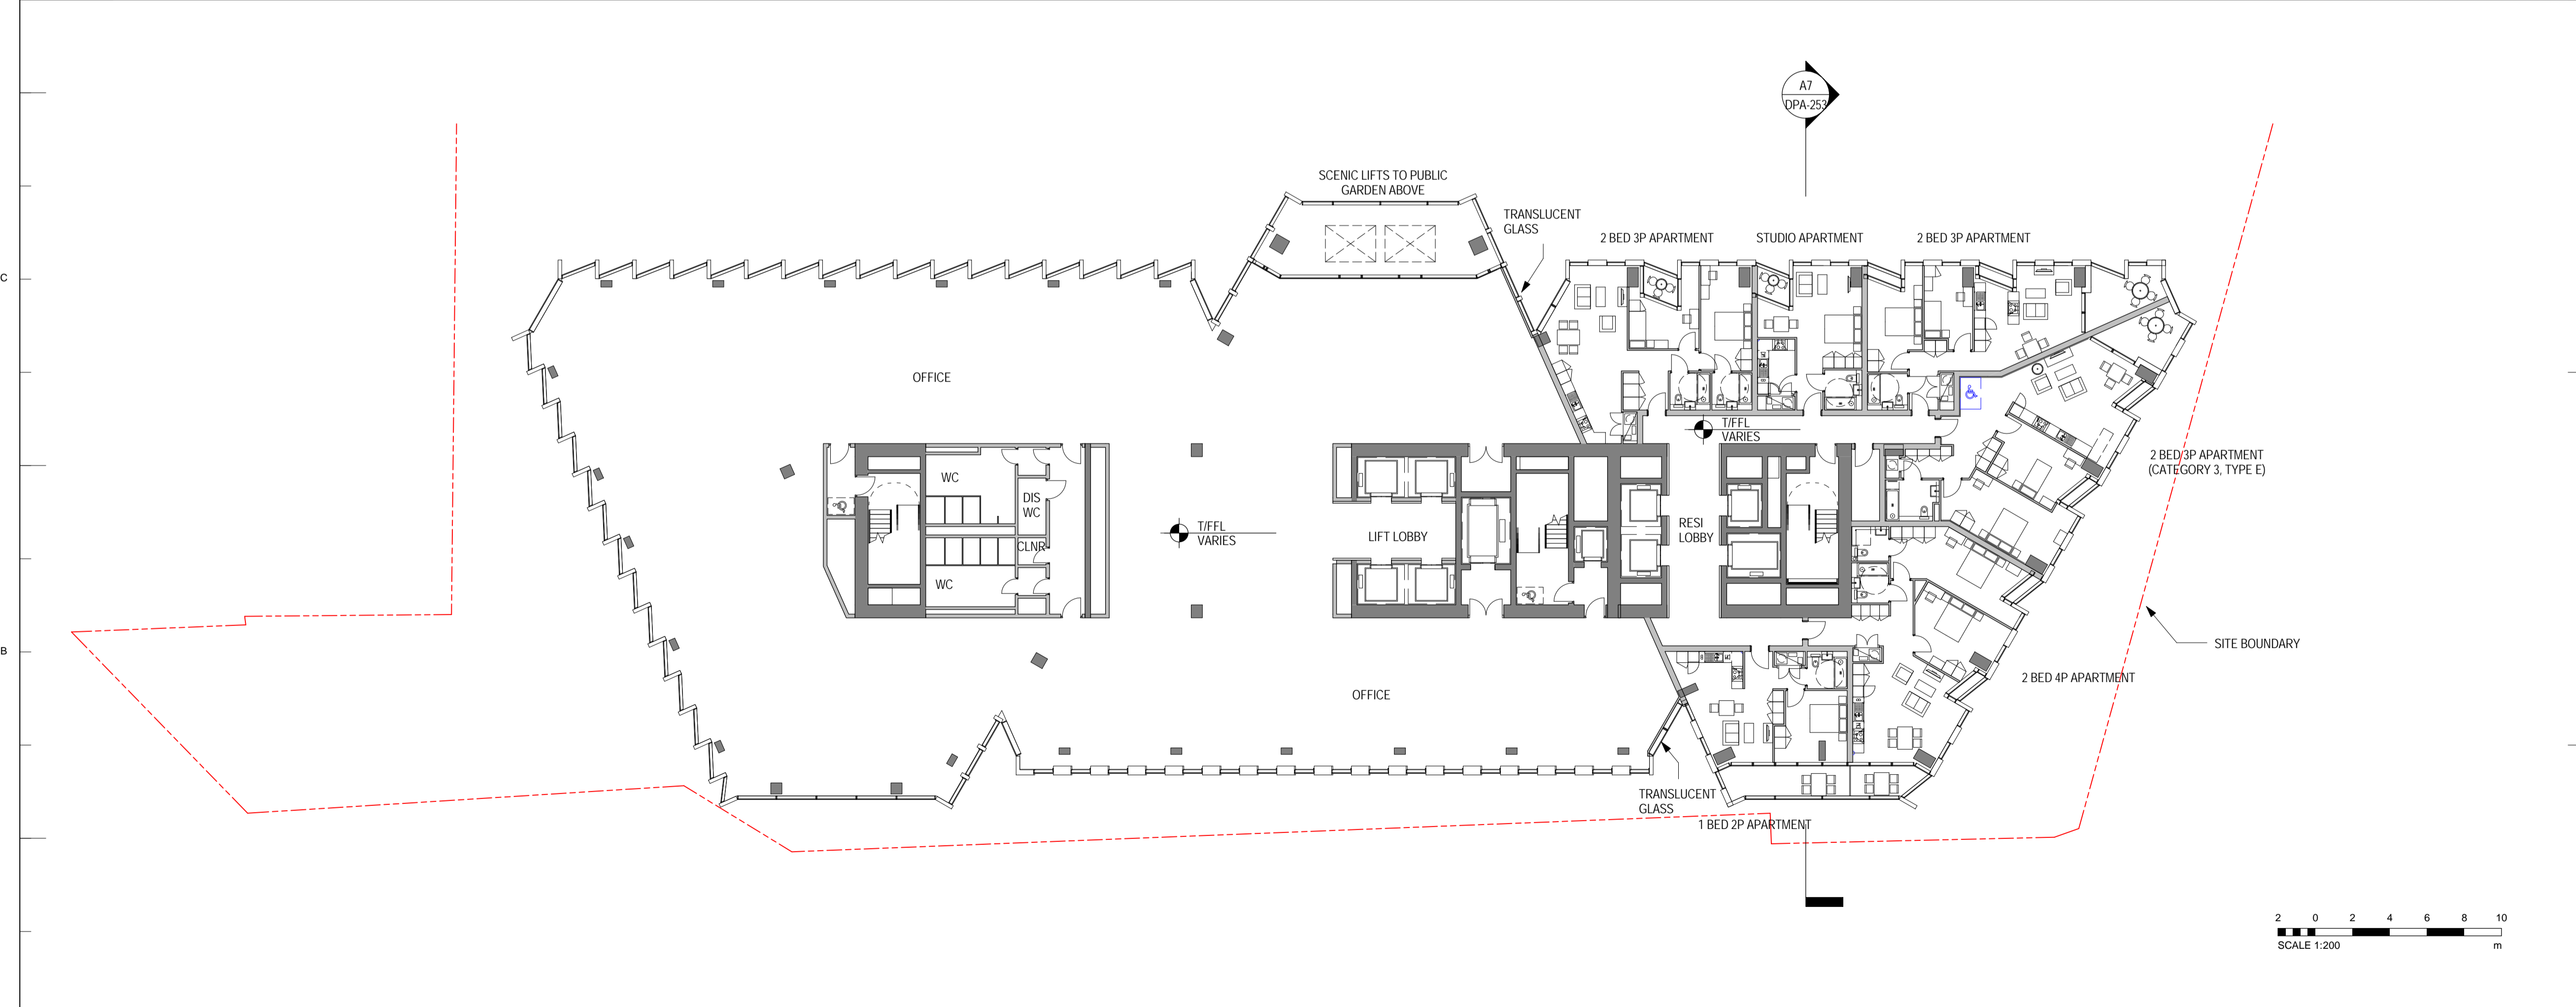 A7
DPA-253
SCENIC LIFTS TO PUBLIC
GARDEN ABOVE
TRANSLUCENT
GLASS
2 BED 3P APARTMENT
STUDIO APARTMENT
2 BED 3P APARTMENT
C
OFFICE
T/FFL
VARIES
2 BED 3P APARTMENT
(CATEGORY 3, TYPE E)
WC
DIS
WC
T/FFL
VARIES
LIFT LOBBY
RESI
LOBBY
CLNR
WC
B
SITE BOUNDARY
2 BED 4P APARTMENT
OFFICE
TRANSLUCENT
GLASS
1 BED 2P APARTMENT
2 0 2 4 6 8 10
SCALE 1:200 m